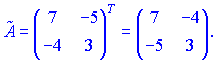 Ã = ( 7 −5 ; −4 3 )^T = ( 7 −4 ; −5 3 ).